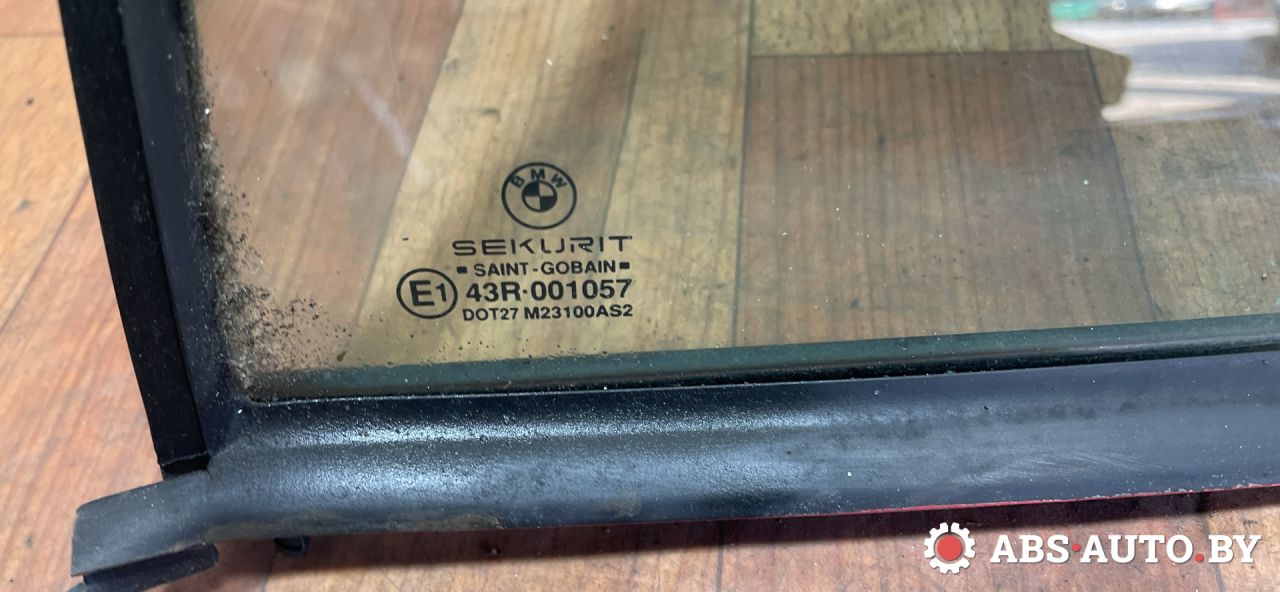 BMW
SEKURIT
SAINT-GOBAIN
E1 43R·001057
DOT27 M23100AS2
ABS·AUTO.BY